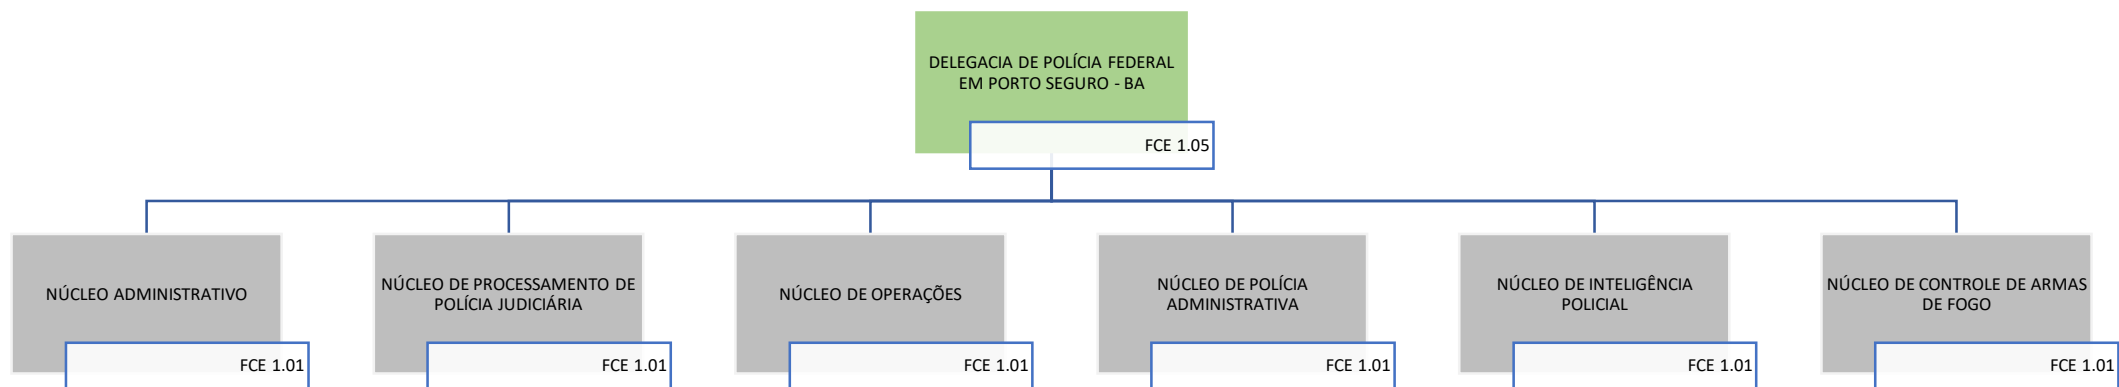 DELEGACIA DE POLÍCIA FEDERAL
EM PORTO SEGURO - BA
FCE 1.05
NÚCLEO ADMINISTRATIVO
FCE 1.01
NÚCLEO DE PROCESSAMENTO DE
POLÍCIA JUDICIÁRIA
FCE 1.01
NÚCLEO DE OPERAÇÕES
FCE 1.01
NÚCLEO DE POLÍCIA
ADMINISTRATIVA
FCE 1.01
NÚCLEO DE INTELIGÊNCIA
POLICIAL
FCE 1.01
NÚCLEO DE CONTROLE DE ARMAS
DE FOGO
FCE 1.01